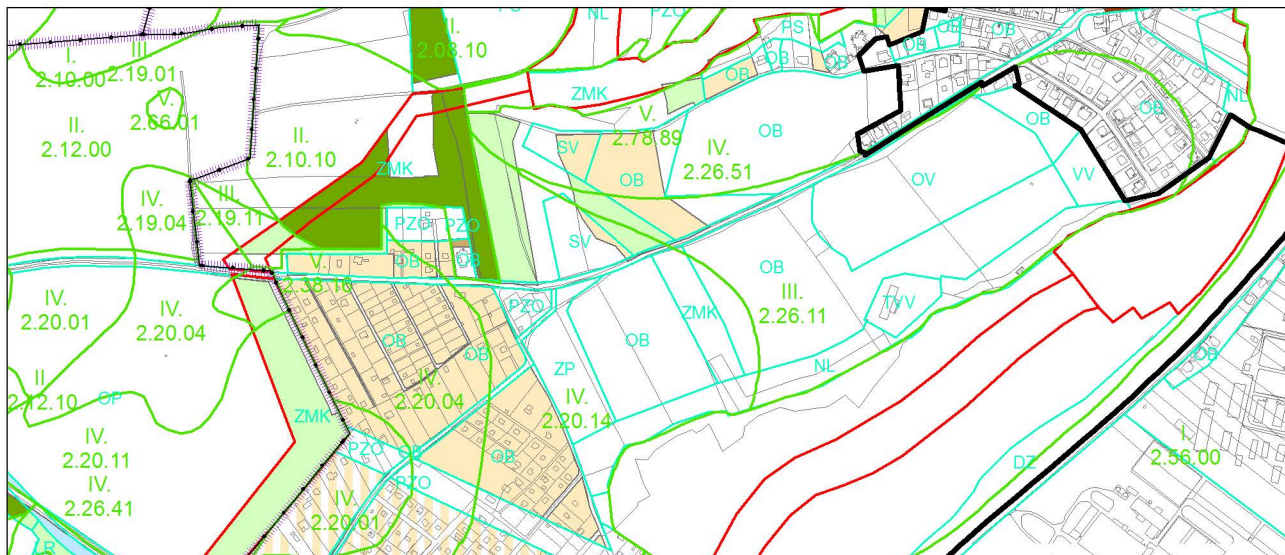 II.
2.08.10
PS
NL
PZO
OB
I.
2.10.00
III.
2.19.01
V.
2.66.01
II.
2.12.00
II.
2.10.10
ZMK
ZMK
PS
OB
OB
OB
OB
OB
OB
OB
NL
V.
2.78.89
IV.
2.26.51
SV
OB
OB
OB
OV
VV
IV.
2.19.04
III.
2.19.11
PZO
PZO
OB
OB
V.
2.38.16
SV
OB
ZMK
III.
2.26.11
TVV
IV.
2.20.01
IV.
2.20.04
PZO
OB
OB
OB
ZP
NL
OB
II
2.12.10
OP
ZMK
IV.
2.20.04
IV.
2.20.14
IV.
2.20.11
IV.
2.26.41
PZO
OB
OB
PZO
IV.
2.20.01
DZ
I.
2.56.00
LR